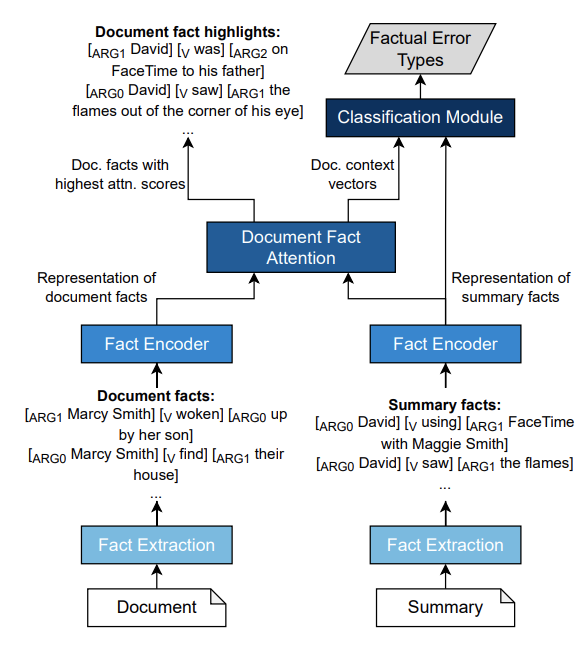 Document fact highlights:
[ARG1 David] [V was] [ARG2 on
FaceTime to his father]
[ARG0 David] [V saw] [ARG1 the
flames out of the corner of his eye]
...
Factual Error
Types
Classification Module
Doc. facts with
highest attn. scores
Doc. context
vectors
Document Fact
Attention
Representation of
document facts
Representation of
summary facts
Fact Encoder
Fact Encoder
Document facts:
[ARG1 Marcy Smith] [V woken] [ARG0 up
by her son]
[ARG0 Marcy Smith] [V find] [ARG1 their
house]
...
Summary facts:
[ARG0 David] [V using] [ARG1 FaceTime
with Maggie Smith]
[ARG0 David] [V saw] [ARG1 the flames]
...
Fact Extraction
Fact Extraction
Document
Summary